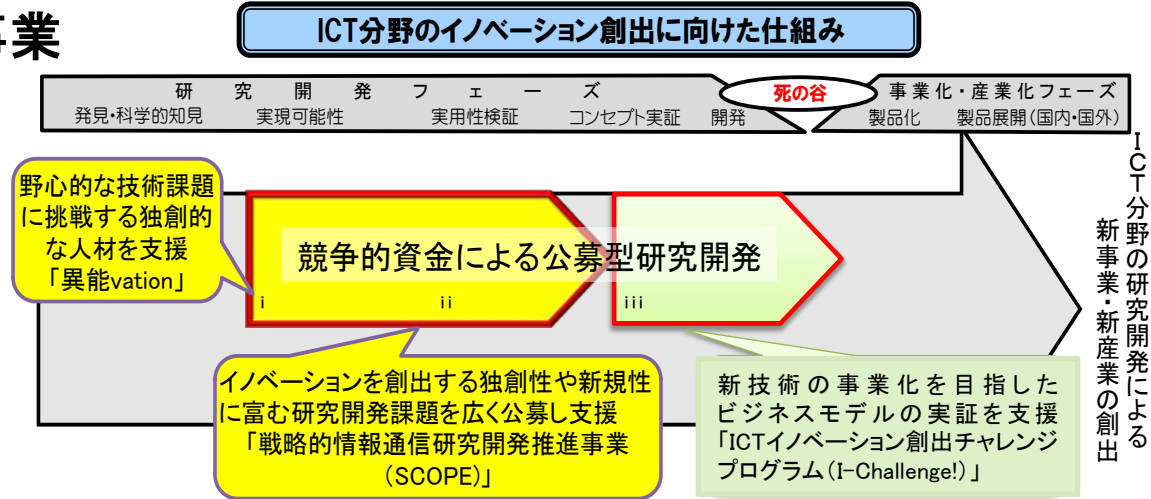 事業
ICT分野のイノベーション創出に向けた仕組み
研究開発フェーズ
死の谷
事業化・産業化フェーズ
発見・科学的知見 実現可能性 実用性検証 コンセプト実証 開発
製品化 製品展開(国内・国外)
野心的な技術課題
に挑戦する独創的
な人材を支援
「異能vation」
競争的資金による公募型研究開発
i ii iii
イノベーションを創出する独創性や新規性
に富む研究開発課題を広く公募し支援
「戦略的情報通信研究開発推進事業
(SCOPE)」
新技術の事業化を目指した
ビジネスモデルの実証を支援
「ICTイノベーション創出チャレンジ
プログラム(I-Challenge!)」
ICT分野の研究開発による
新事業・新産業の創出